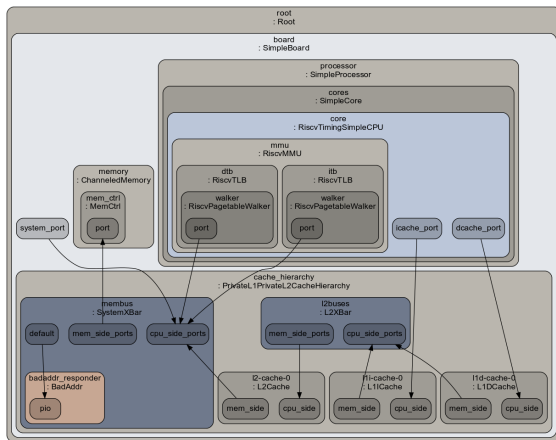 root
: Root
board
: SimpleBoard
processor
: SimpleProcessor
cores
: SimpleCore
core
: RiscvTimingSimpleCPU
mmu
: RiscvMMU
memory
: ChanneledMemory
dtb
: RiscvTLB
itb
: RiscvTLB
mem_ctrl
: MemCtrl
walker
: RiscvPagetableWalker
walker
: RiscvPagetableWalker
system_port
port
port
port
icache_port
dcache_port
cache_hierarchy
: PrivateL1PrivateL2CacheHierarchy
membus
: SystemXBar
l2buses
: L2XBar
default
mem_side_ports
cpu_side_ports
mem_side_ports
cpu_side_ports
badaddr_responder
: BadAddr
l2-cache-0
: L2Cache
l1i-cache-0
: L1ICache
l1d-cache-0
: L1DCache
pio
mem_side
cpu_side
mem_side
cpu_side
mem_side
cpu_side